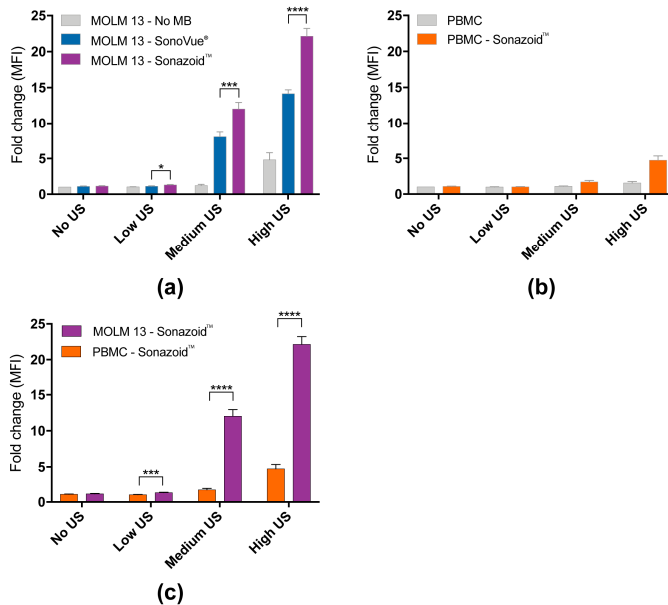 MOLM 13 - No MB
MOLM 13 - SonoVue®
MOLM 13 - Sonazoid™
****
***
*
25
20
15
10
5
0
Fold change (MFI)
No US
Low US
Medium US
High US
(a)
PBMC
PBMC - Sonazoid™
25
20
15
10
5
0
Fold change (MFI)
No US
Low US
Medium US
High US
(b)
MOLM 13 - Sonazoid™
PBMC - Sonazoid™
****
****
***
25
20
15
10
5
0
Fold change (MFI)
No US
Low US
Medium US
High US
(c)